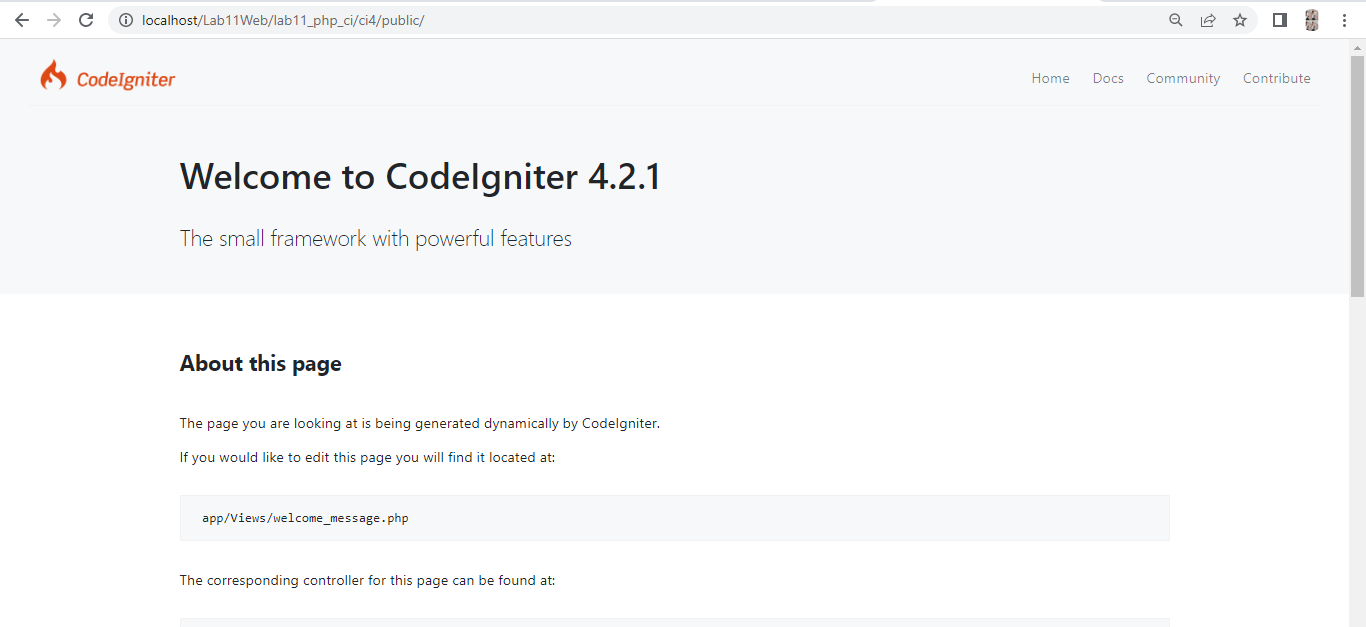 localhost/Lab11Web/lab11_php_ci/ci4/public/
CodeIgniter
Home Docs Community Contribute
Welcome to CodeIgniter 4.2.1
The small framework with powerful features
About this page
The page you are looking at is being generated dynamically by CodeIgniter.
If you would like to edit this page you will find it located at:
app/Views/welcome_message.php
The corresponding controller for this page can be found at: